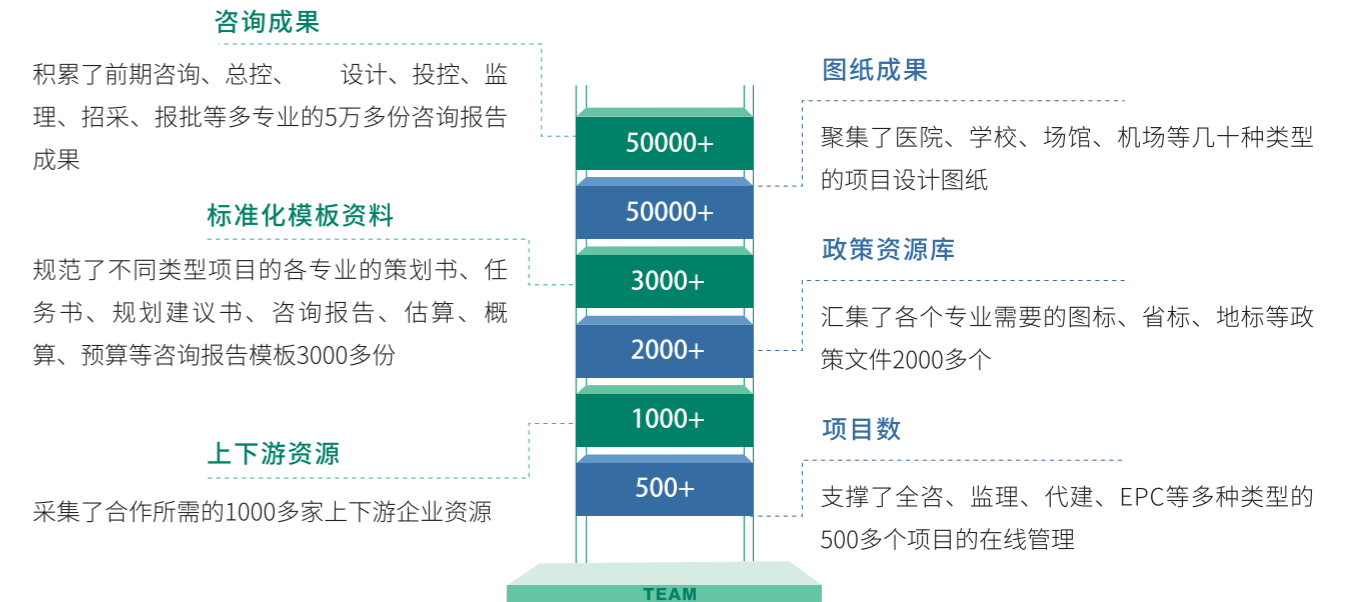 咨询成果
积累了前期咨询、总控、 设计、投控、监
理、招采、报批等多专业的5万多份咨询报告
成果
标准化模板资料
规范了不同类型项目的各专业的策划书、任
务书、规划建议书、咨询报告、估算、概
算、预算等咨询报告模板3000多份
上下游资源
采集了合作所需的1000多家上下游企业资源
50000+
50000+
3000+
2000+
1000+
500+
TEAM
图纸成果
聚集了医院、学校、场馆、机场等几十种类型
的项目设计图纸
政策资源库
汇集了各个专业需要的图标、省标、地标等政
策文件2000多个
项目数
支撑了全咨、监理、代建、EPC等多种类型的
500多个项目的在线管理